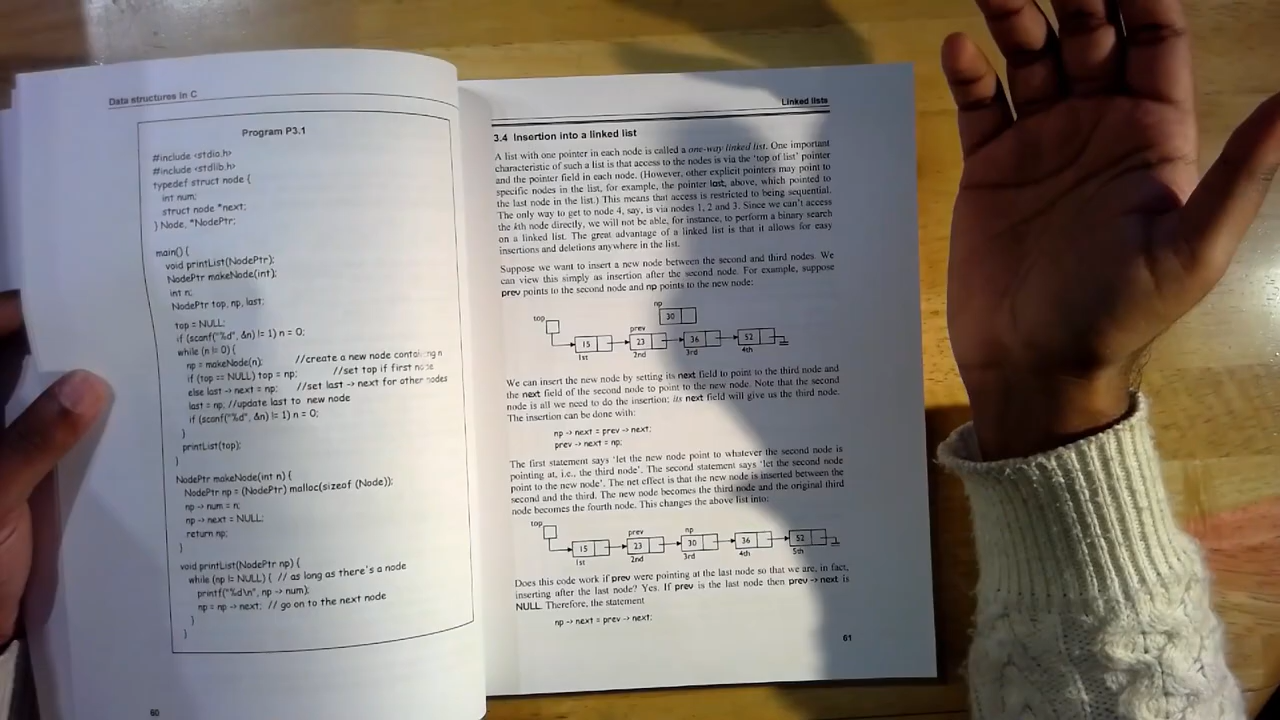 Data structures in C
Program P3.1
#include <stdio.h>
#include <stdlib.h>
typedef struct node {
int num;
struct node *next;
} Node, *NodePtr;
main() {
void printList(NodePtr);
NodePtr makeNode(int);
int n;
NodePtr top, np, last;
top = NULL;
if (scanf("%d", &n) != 1) n = 0;
while (n != 0) {
np = makeNode(n); //create a new node containing n
if (top == NULL) top = np; //set top if first node
else last -> next = np; //set last -> next for other nodes
last = np; //update last to new node
if (scanf("%d", &n) != 1) n = 0;
}
printList(top);
}
NodePtr makeNode(int n) {
NodePtr np = (NodePtr) malloc(sizeof (Node));
np -> num = n;
np -> next = NULL;
return np;
}
void printList(NodePtr np) {
while (np != NULL) { // as long as there's a node
printf("%d\n", np -> num);
np = np -> next; // go on to the next node
}
}
60
Linked lists
3.4 Insertion into a linked list
A list with one pointer in each node is called a one-way linked list. One important
characteristic of such a list is that access to the nodes is via the 'top of list' pointer
and the pointer field in each node. (However, other explicit pointers may point to
specific nodes in the list, for example, the pointer last, above, which pointed to
the last node in the list.) This means that access is restricted to being sequential.
The only way to get to node 4, say, is via nodes 1, 2 and 3. Since we can't access
the kth node directly, we will not be able, for instance, to perform a binary search
on a linked list. The great advantage of a linked list is that it allows for easy
insertions and deletions anywhere in the list.
Suppose we want to insert a new node between the second and third nodes. We
can view this simply as insertion after the second node. For example, suppose
prev points to the second node and np points to the new node:
np
top 30
prev
15 23 36 52
1st 2nd 3rd 4th
We can insert the new node by setting its next field to point to the third node and
the next field of the second node to point to the new node. Note that the second
node is all we need to do the insertion; its next field will give us the third node.
The insertion can be done with:
np -> next = prev -> next;
prev -> next = np;
The first statement says 'let the new node point to whatever the second node is
pointing at, i.e., the third node'. The second statement says 'let the second node
point to the new node'. The net effect is that the new node is inserted between the
second and the third. The new node becomes the third node and the original third
node becomes the fourth node. This changes the above list into:
top
prev np
15 23 30 36 52
1st 2nd 3rd 4th 5th
Does this code work if prev were pointing at the last node so that we are, in fact,
inserting after the last node? Yes. If prev is the last node then prev -> next is
NULL. Therefore, the statement
np -> next = prev -> next;
61